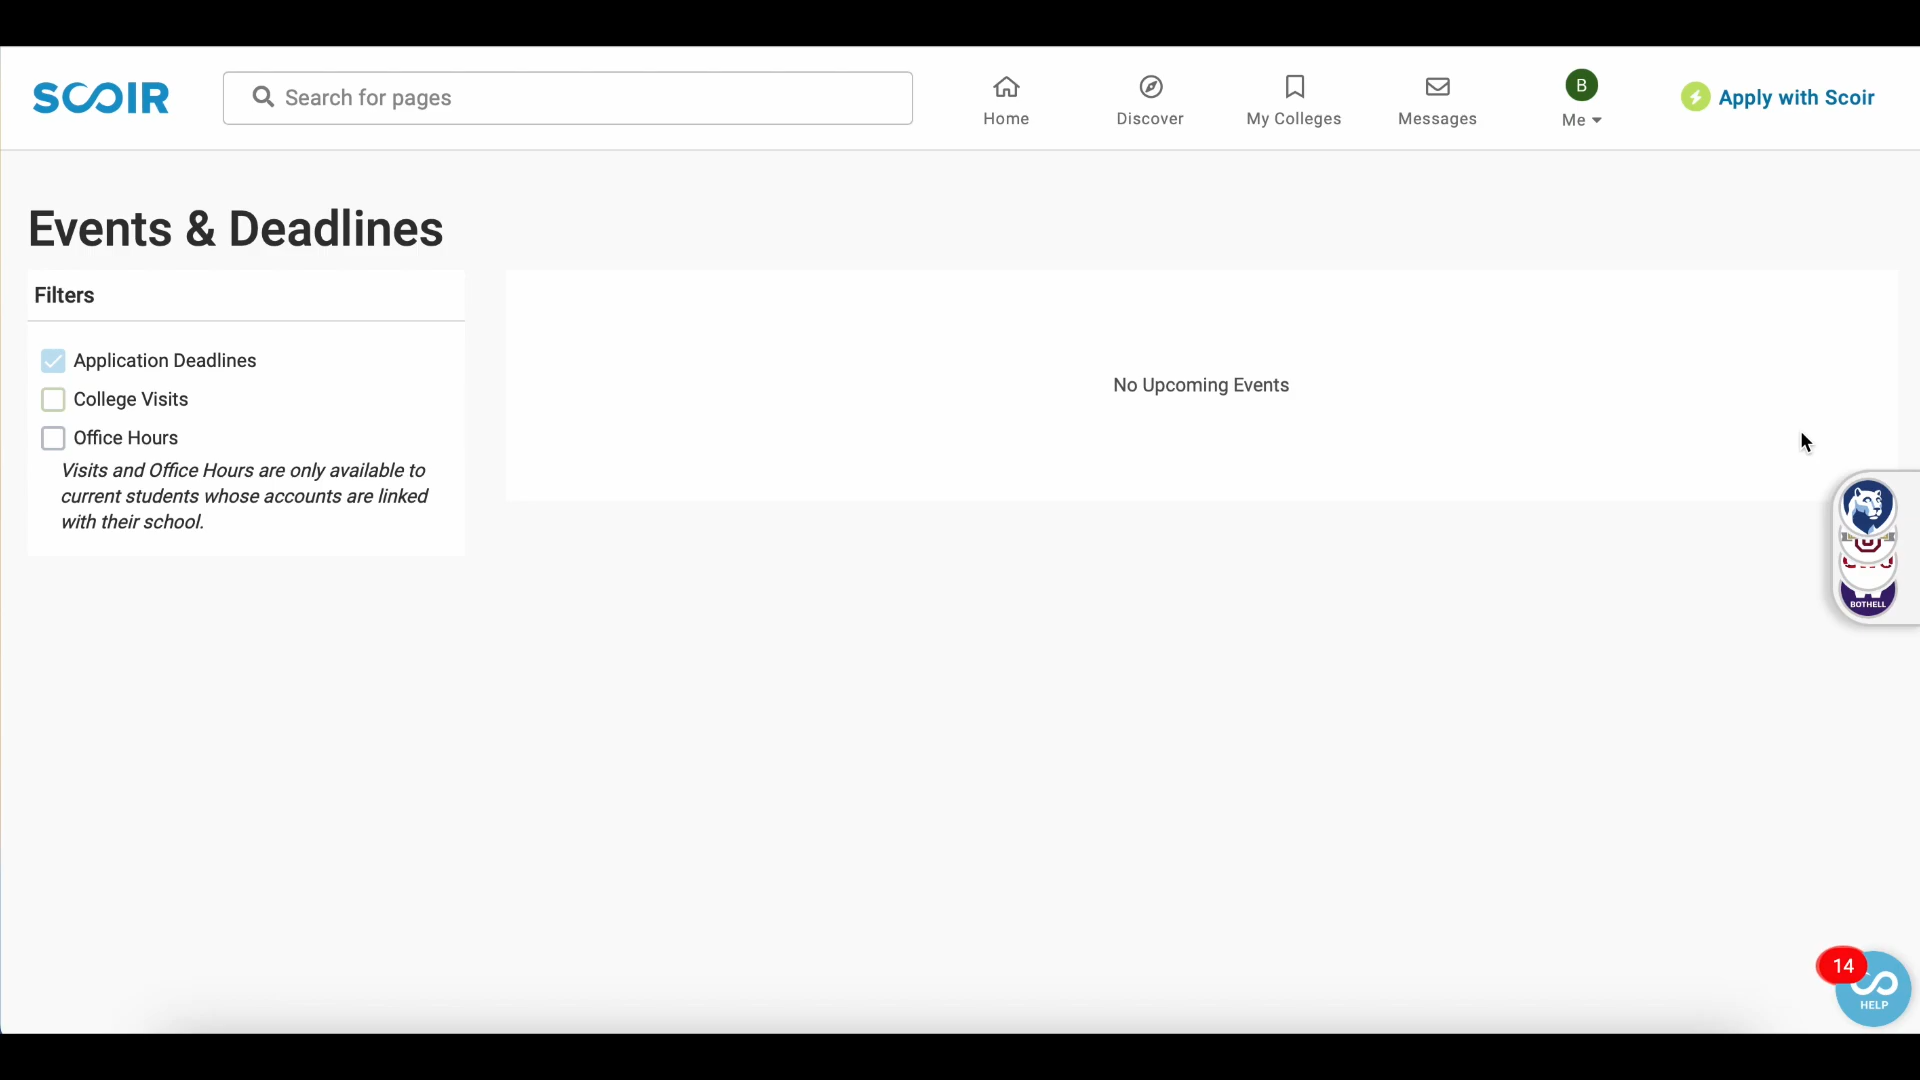 SCOIR
Search for pages
Home
Discover
My Colleges
Messages
B
Me
Apply with Scoir
Events & Deadlines
Filters
Application Deadlines
College Visits
Office Hours
Visits and Office Hours are only available to
current students whose accounts are linked
with their school.
No Upcoming Events
BOTHELL
14
HELP